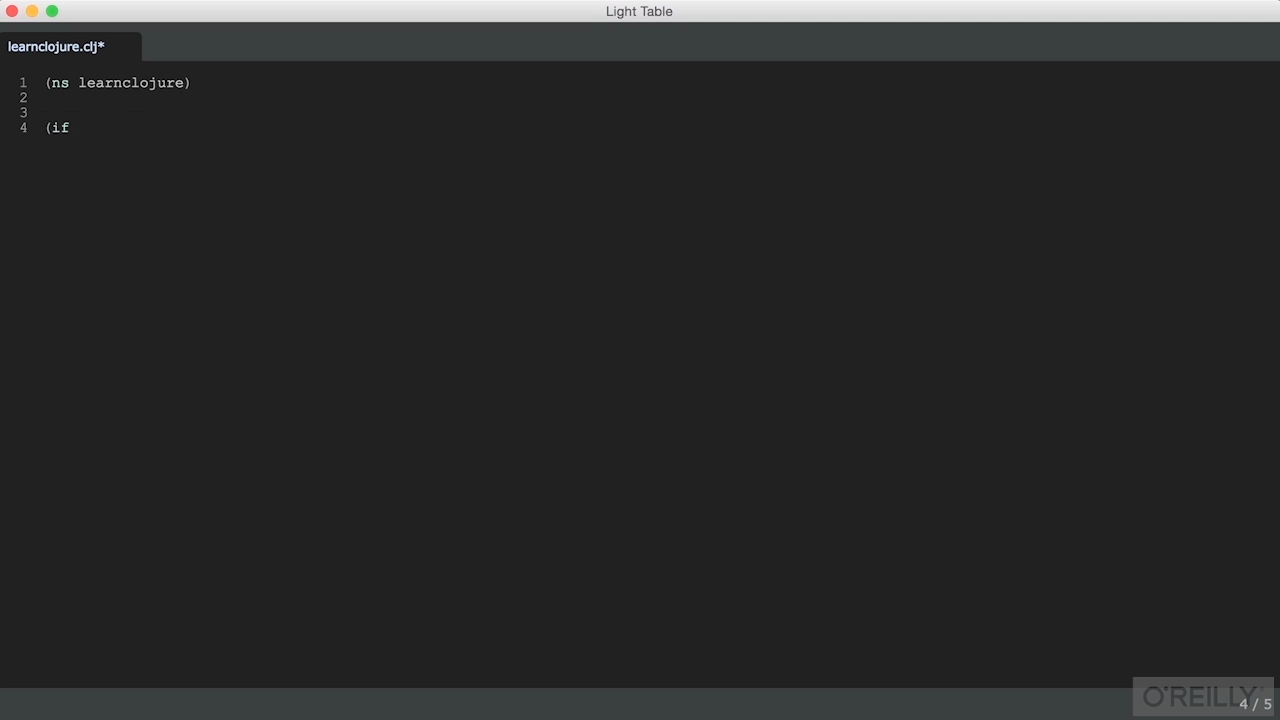 Light Table
learnclojure.clj*
1 (ns learnclojure)
2
3
4 (if
O'REILLY
4 / 5